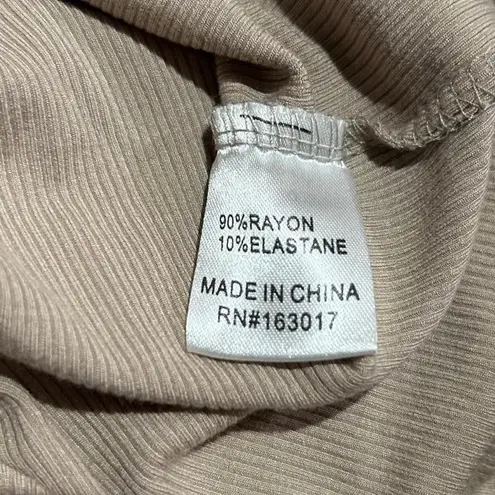 90%RAYON
10%ELASTANE
MADE IN CHINA
RN#163017